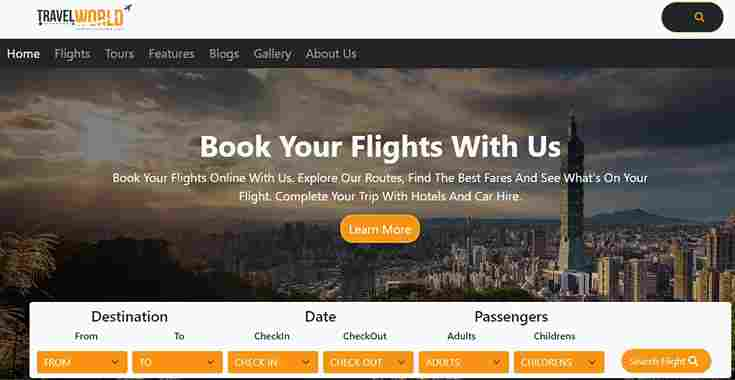 TRAVELWORLD
Home Flights Tours Features Blogs Gallery About Us
Book Your Flights With Us
Book Your Flights Online With Us. Explore Our Routes, Find The Best Fares And See What's On Your
Flight. Complete Your Trip With Hotels And Car Hire.
Learn More
Destination Date Passengers
From To CheckIn CheckOut Adults Childrens
FROM TO CHECK IN CHECK OUT ADULTS CHILDRENS Search Flight